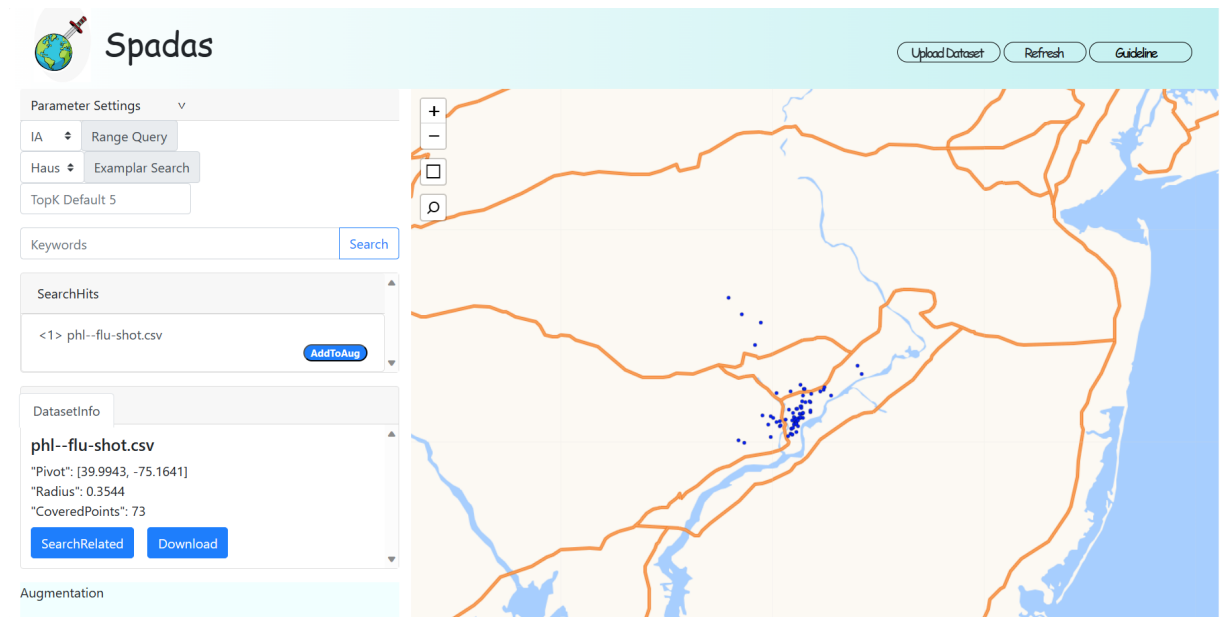 Spadas
Upload Dataset Refresh Guideline
Parameter Settings v
IA Range Query
Haus Examplar Search
TopK Default 5
Keywords Search
SearchHits
<1> phl--flu-shot.csv
AddToAug
DatasetInfo
phl--flu-shot.csv
"Pivot": [39.9943, -75.1641]
"Radius": 0.3544
"CoveredPoints": 73
SearchRelated Download
Augmentation
+
−